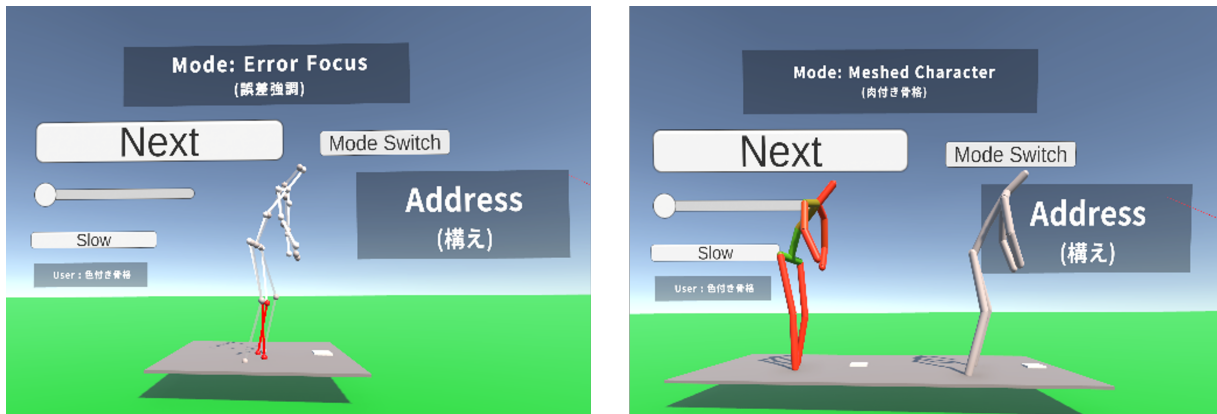 Mode: Error Focus
(誤差強調)
Next
Mode Switch
Address
(構え)
Slow
User : 色付き骨格
Mode: Meshed Character
(肉付き骨格)
Next
Mode Switch
Address
(構え)
Slow
User : 色付き骨格